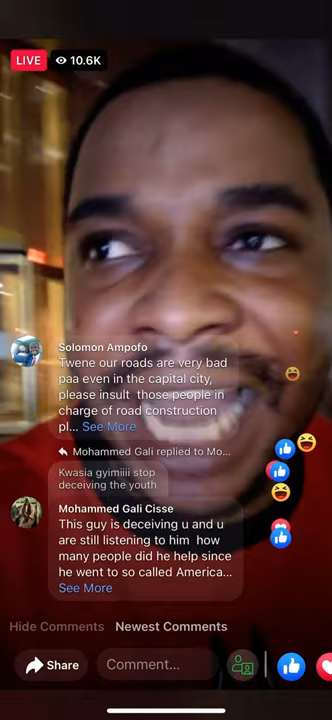 LIVE 10.6K
Solomon Ampofo
Twene our roads are very bad
paa even in the capital city,
please insult those people in
charge of road construction
pl... See More
Mohammed Gali replied to Mo...
Kwasia gyimiiii stop
deceiving the youth
Mohammed Gali Cisse
This guy is deceiving u and u
are still listening to him how
many people did he help since
he went to so called America...
See More
Hide Comments Newest Comments
Share Comment...